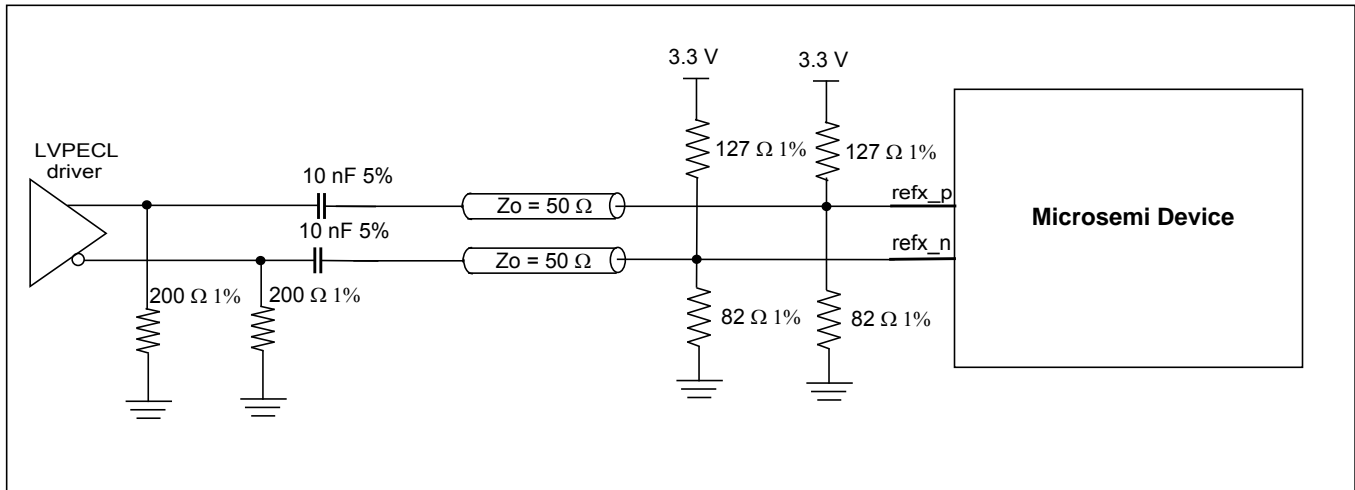 3.3 V
3.3 V
LVPECL
driver
127 Ω 1%
127 Ω 1%
10 nF 5%
Zo = 50 Ω
refx_p
Microsemi Device
10 nF 5%
Zo = 50 Ω
refx_n
200 Ω 1%
200 Ω 1%
82 Ω 1%
82 Ω 1%